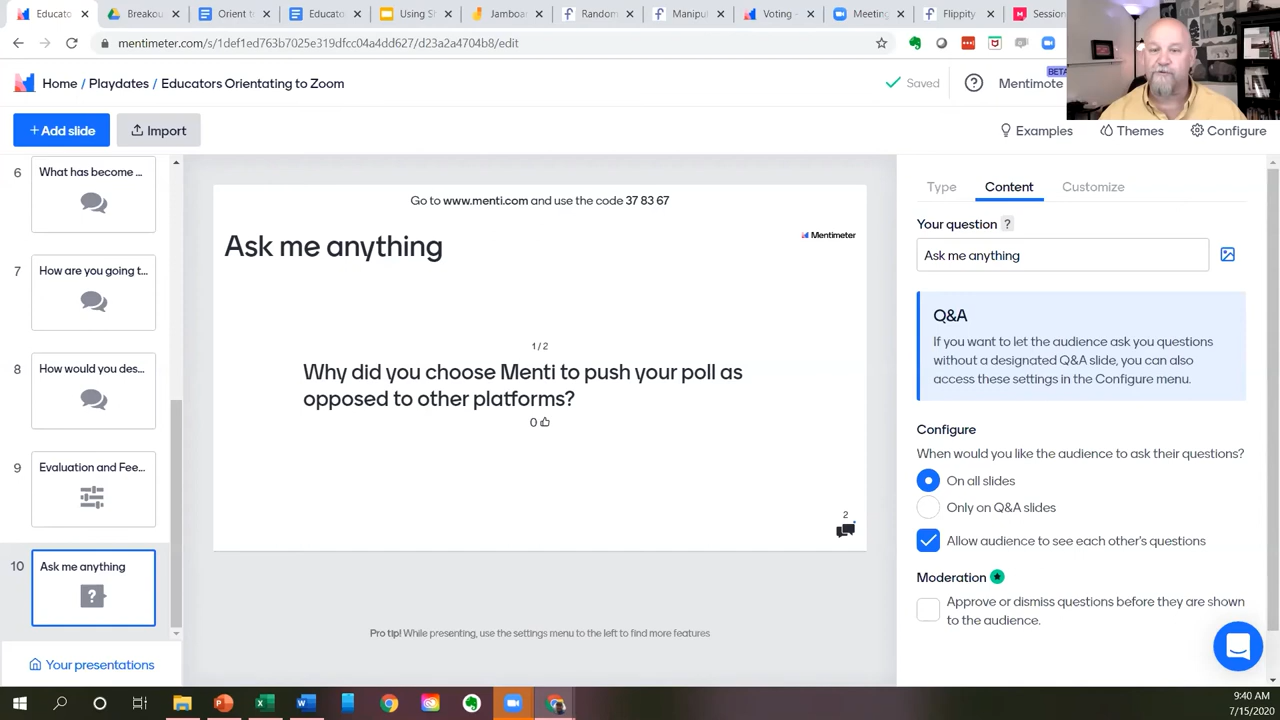 Educato
Breakou
Orient to
Educator
Using Sh
Jamboa
Random
Manipul
Voting -
Meeting
Flippity
Session
mentimeter.com/s/1def1ed763b7025e319dfcc04a4dd627/d23a2a4704b8/edit
Home / Playdates / Educators Orientating to Zoom
Saved
Mentimote
BETA
+ Add slide
Import
Examples
Themes
Configure
6
What has become ...
7
How are you going t...
8
How would you des...
9
Evaluation and Fee...
10
Ask me anything
Your presentations
Go to www.menti.com and use the code 37 83 67
Ask me anything
Mentimeter
1 / 2
Why did you choose Menti to push your poll as
opposed to other platforms?
0
2
Pro tip! While presenting, use the settings menu to the left to find more features
Type
Content
Customize
Your question ?
Ask me anything
Q&A
If you want to let the audience ask you questions
without a designated Q&A slide, you can also
access these settings in the Configure menu.
Configure
When would you like the audience to ask their questions?
On all slides
Only on Q&A slides
Allow audience to see each other's questions
Moderation
Approve or dismiss questions before they are shown
to the audience.
9:40 AM
7/15/2020